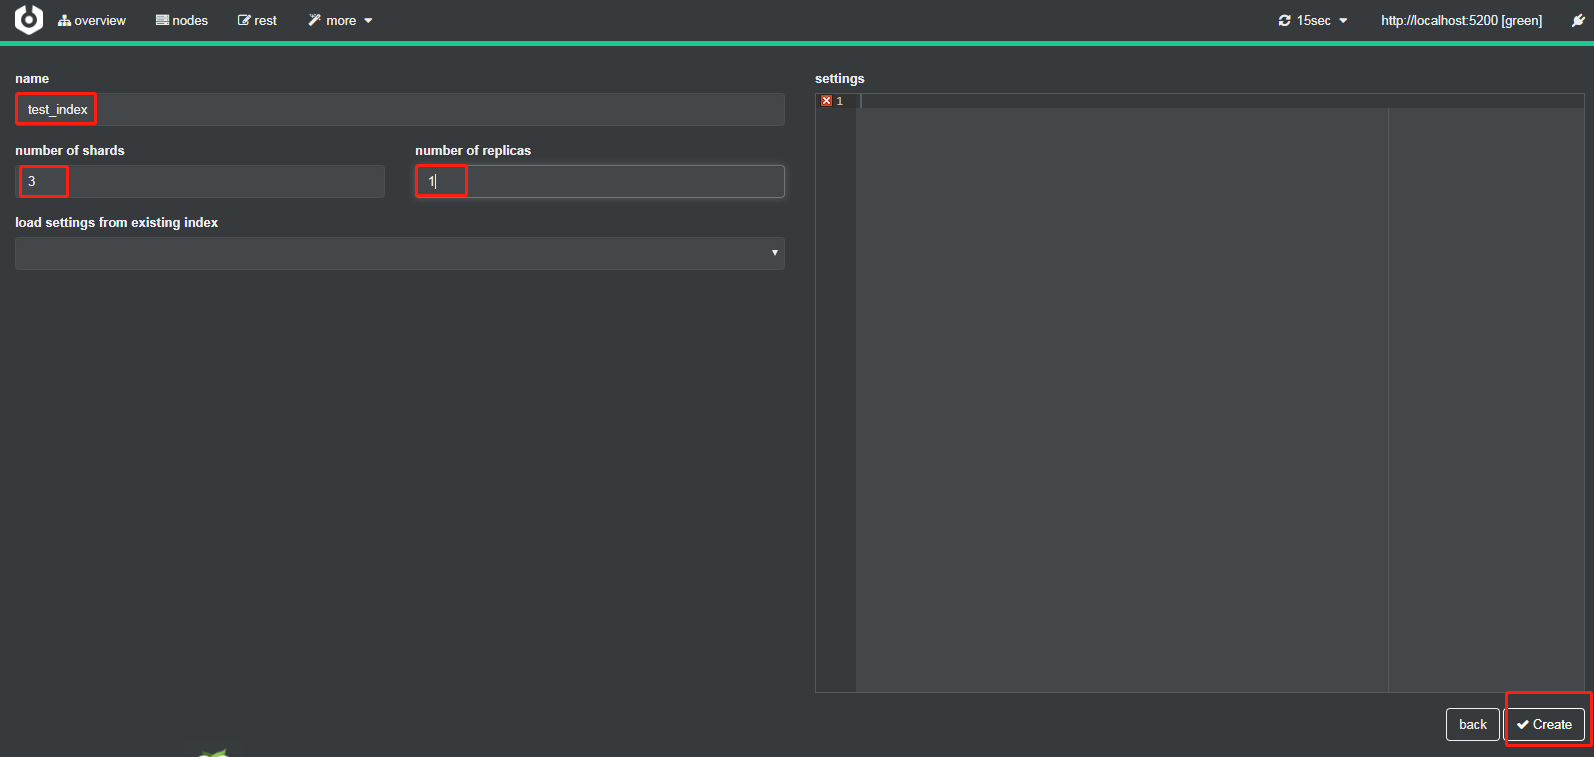 overview nodes rest more 15sec http://localhost:5200 [green]
name
test_index
number of shards number of replicas
3 1
load settings from existing index
settings
1
back Create